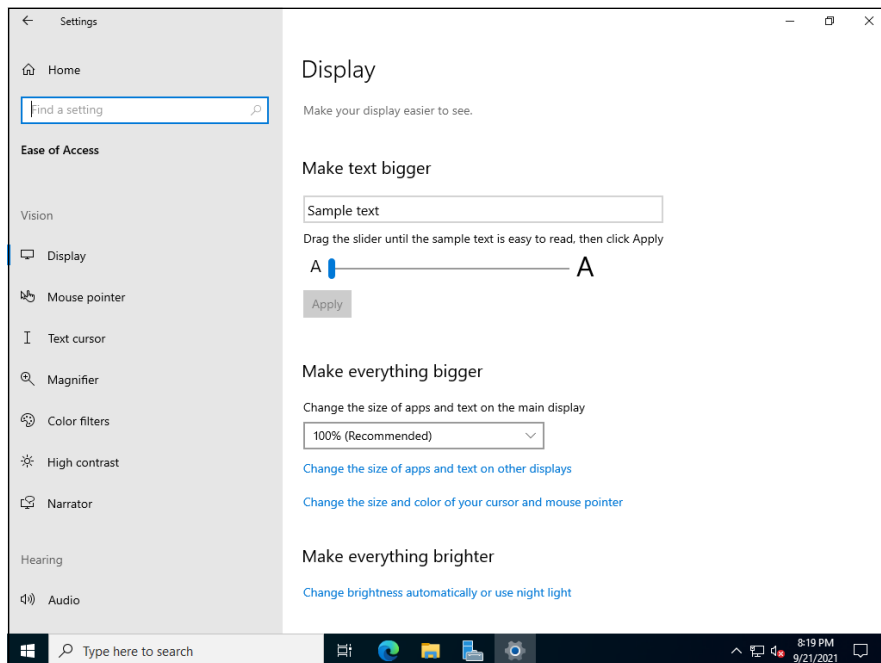 Settings
Home
Find a setting
Ease of Access
Vision
Display
Mouse pointer
Text cursor
Magnifier
Color filters
High contrast
Narrator
Hearing
Audio
Display
Make your display easier to see.
Make text bigger
Sample text
Drag the slider until the sample text is easy to read, then click Apply
A A
Apply
Make everything bigger
Change the size of apps and text on the main display
100% (Recommended)
Change the size of apps and text on other displays
Change the size and color of your cursor and mouse pointer
Make everything brighter
Change brightness automatically or use night light
Type here to search
8:19 PM
9/21/2021